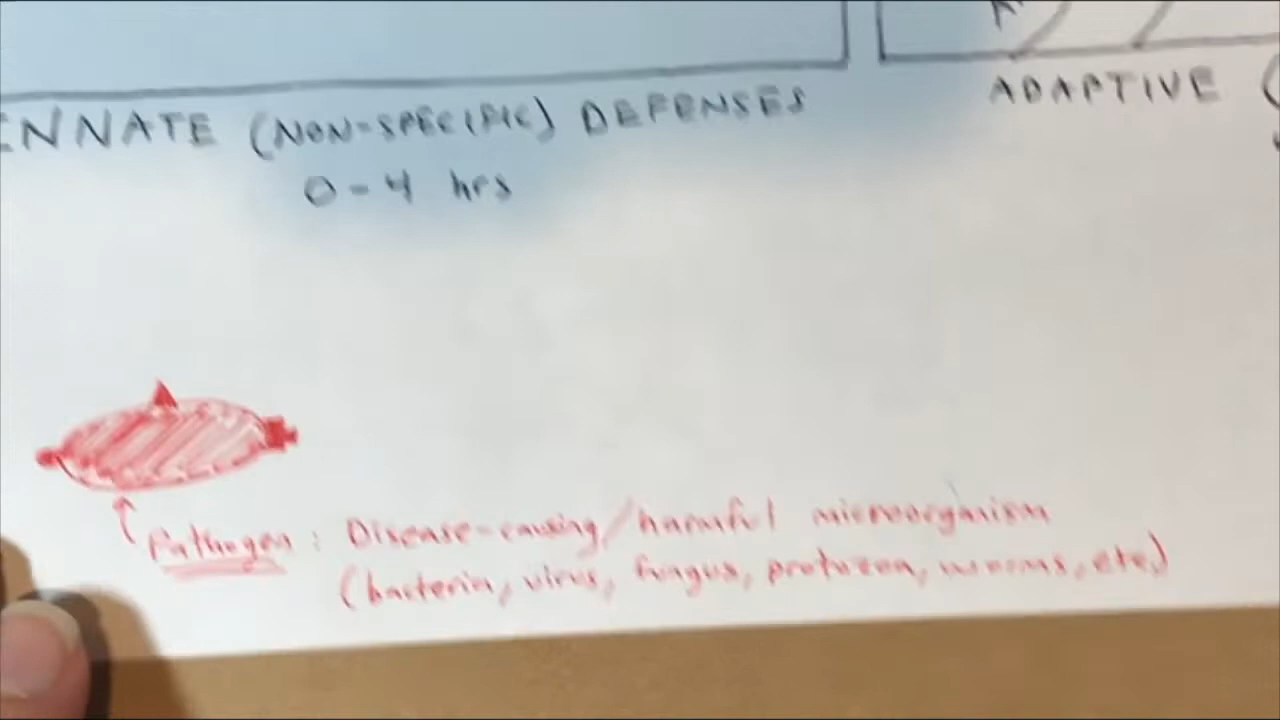 INNATE (NON-SPECIFIC) DEFENSES
0-4 hrs
ADAPTIVE (
Pathogen: Disease-causing/harmful microorganism
(bacteria, virus, fungus, protozoa, worms, etc)